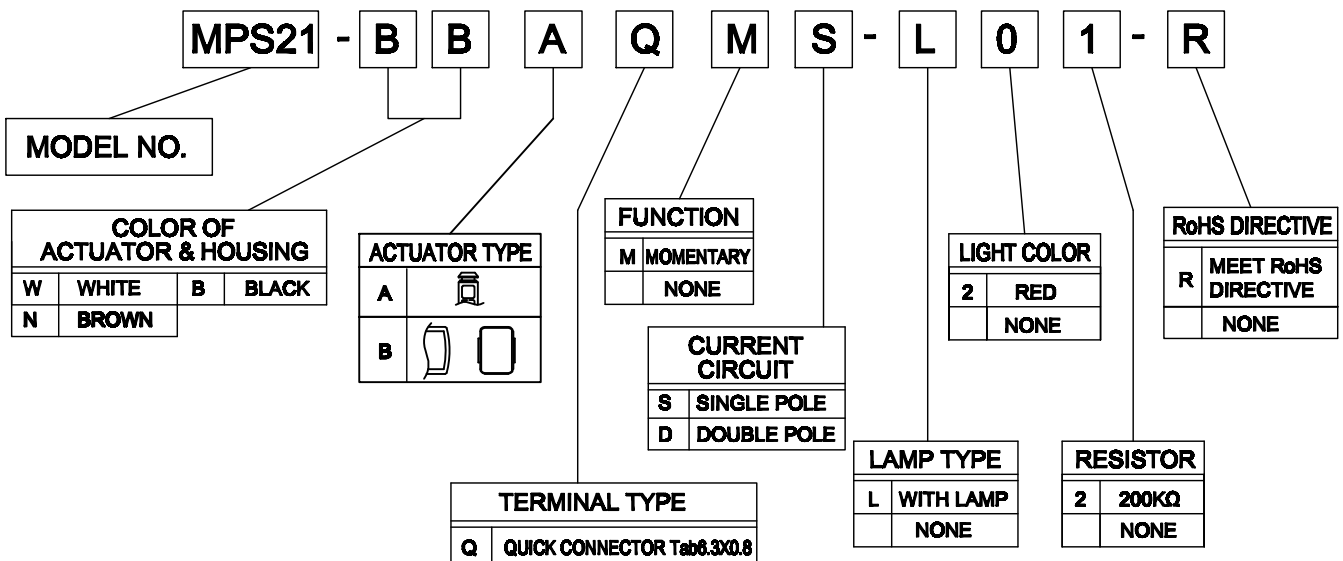 MPS21 - B B A Q M S - L 0 1 - R
MODEL NO.
COLOR OF
ACTUATOR & HOUSING
W WHITE B BLACK
N BROWN
ACTUATOR TYPE
A
B
TERMINAL TYPE
Q QUICK CONNECTOR Tab6.3X0.8
FUNCTION
M MOMENTARY
NONE
CURRENT
CIRCUIT
S SINGLE POLE
D DOUBLE POLE
LAMP TYPE
L WITH LAMP
NONE
LIGHT COLOR
2 RED
NONE
RESISTOR
2 200KΩ
NONE
RoHS DIRECTIVE
R MEET RoHS
DIRECTIVE
NONE